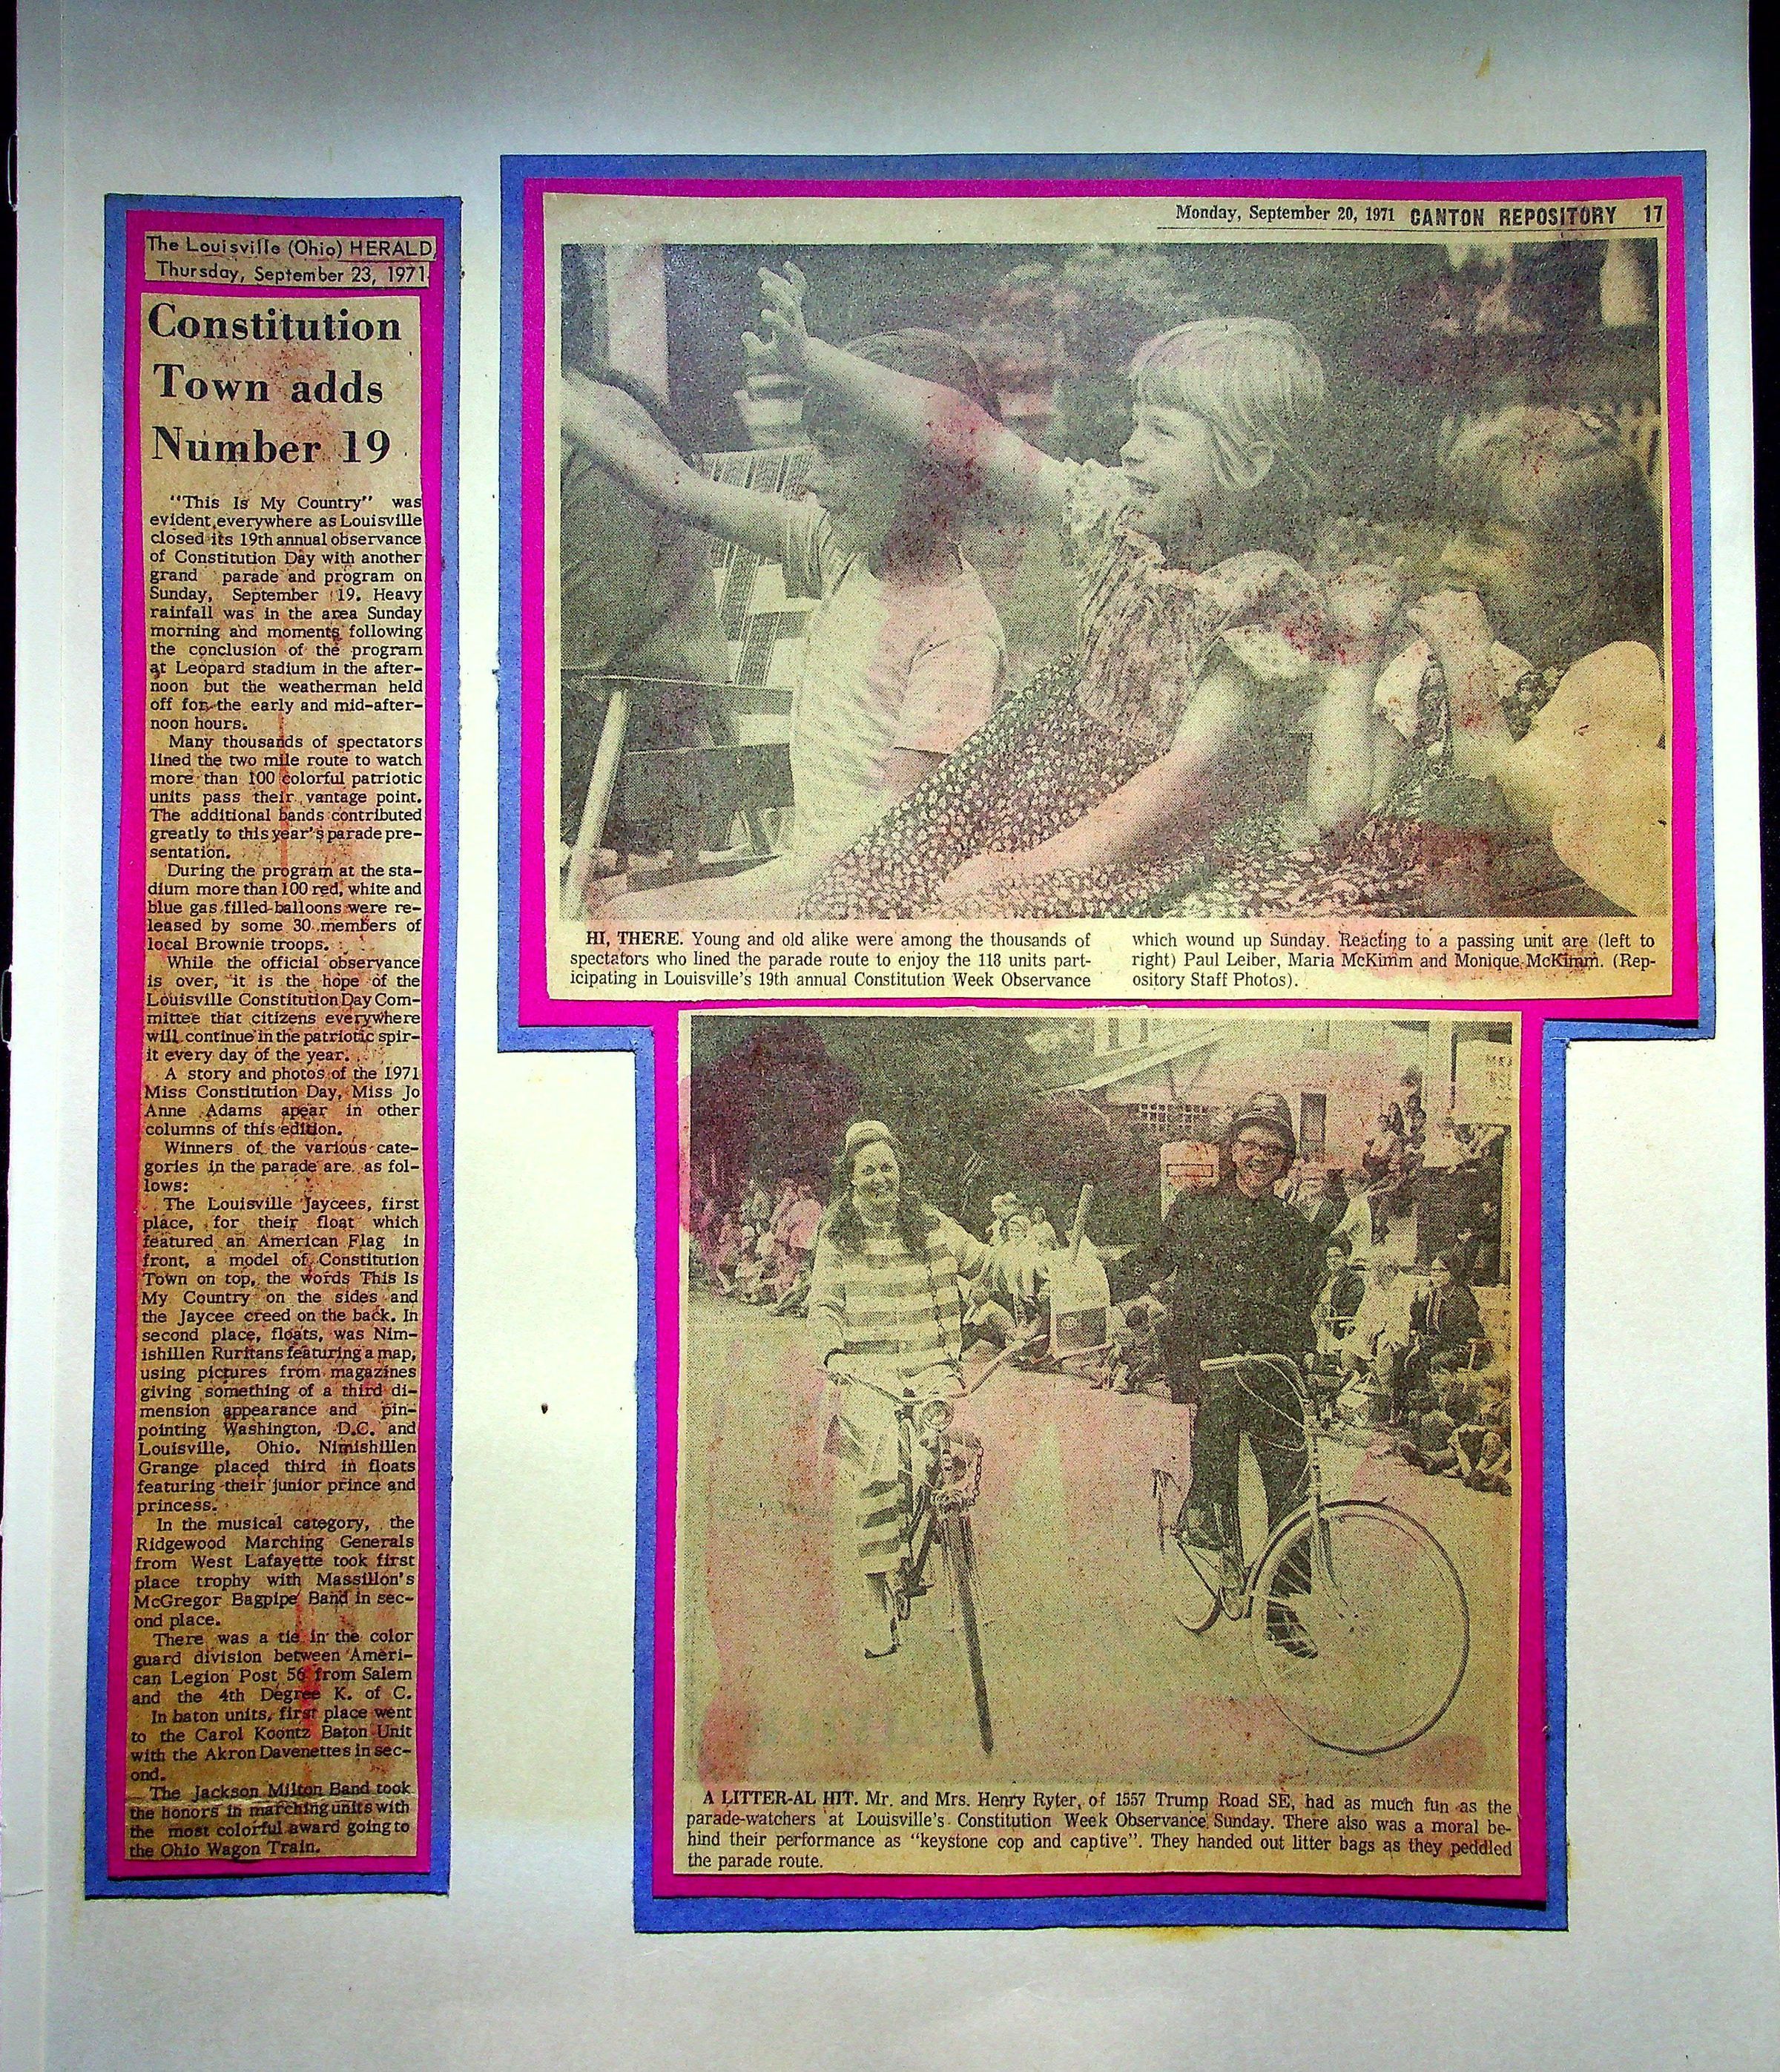 The Louisville (Ohio) HERALD,
Thursday, September 23, 1971
Constitution
Town adds
Number 19
"This Is My Country" was
evident everywhere as Louisville
closed its 19th annual observance
of Constitution Day with another
grand parade and program on
Sunday, September 19. Heavy
rainfall was in the area Sunday
morning and moments following
the conclusion of the program
at Leopard stadium in the after-
noon but the weatherman held
off for the early and mid-after-
noon hours.
Many thousands of spectators
lined the two mile route to watch
more than 100 colorful patriotic
units pass their vantage point.
The additional bands contributed
greatly to this year's parade pre-
sentation.
During the program at the sta-
dium more than 100 red, white and
blue gas filled balloons were re-
leased by some 30 members of
local Brownie troops.
While the official observance
is over, it is the hope of the
Louisville Constitution Day Com-
mittee that citizens everywhere
will continue in the patriotic spir-
it every day of the year.
A story and photos of the 1971
Miss Constitution Day, Miss Jo
Anne Adams apear in other
columns of this edition.
Winners of the various cate-
gories in the parade are as fol-
lows:
The Louisville Jaycees, first
place, for their float which
featured an American Flag in
front, a model of Constitution
Town on top, the words This Is
My Country on the sides and
the Jaycee creed on the back. In
second place, floats, was Nim-
ishillen Ruritans featuring a map,
using pictures from magazines
giving something of a third di-
mension appearance and pin-
pointing Washington, D.C. and
Louisville, Ohio. Nimishillen
Grange placed third in floats
featuring their junior prince and
princess.
In the musical category, the
Ridgewood Marching Generals
from West Lafayette took first
place trophy with Massillon's
McGregor Bagpipe Band in sec-
ond place.
There was a tie in the color
guard division between Ameri-
can Legion Post 56 from Salem
and the 4th Degree K. of C.
In baton units, first place went
to the Carol Koontz Baton Unit
with the Akron Davenettes in sec-
ond.
The Jackson Milton Band took
the honors in marching units with
the most colorful award going to
the Ohio Wagon Train.
Monday, September 20, 1971 CANTON REPOSITORY 17
HI, THERE. Young and old alike were among the thousands of
spectators who lined the parade route to enjoy the 118 units part-
icipating in Louisville's 19th annual Constitution Week Observance
which wound up Sunday. Reacting to a passing unit are (left to
right) Paul Leiber, Maria McKimm and Monique McKimm. (Rep-
ository Staff Photos).
A LITTER-AL HIT. Mr. and Mrs. Henry Ryter, of 1557 Trump Road SE, had as much fun as the
parade-watchers at Louisville's Constitution Week Observance Sunday. There also was a moral be-
hind their performance as "keystone cop and captive". They handed out litter bags as they peddled
the parade route.